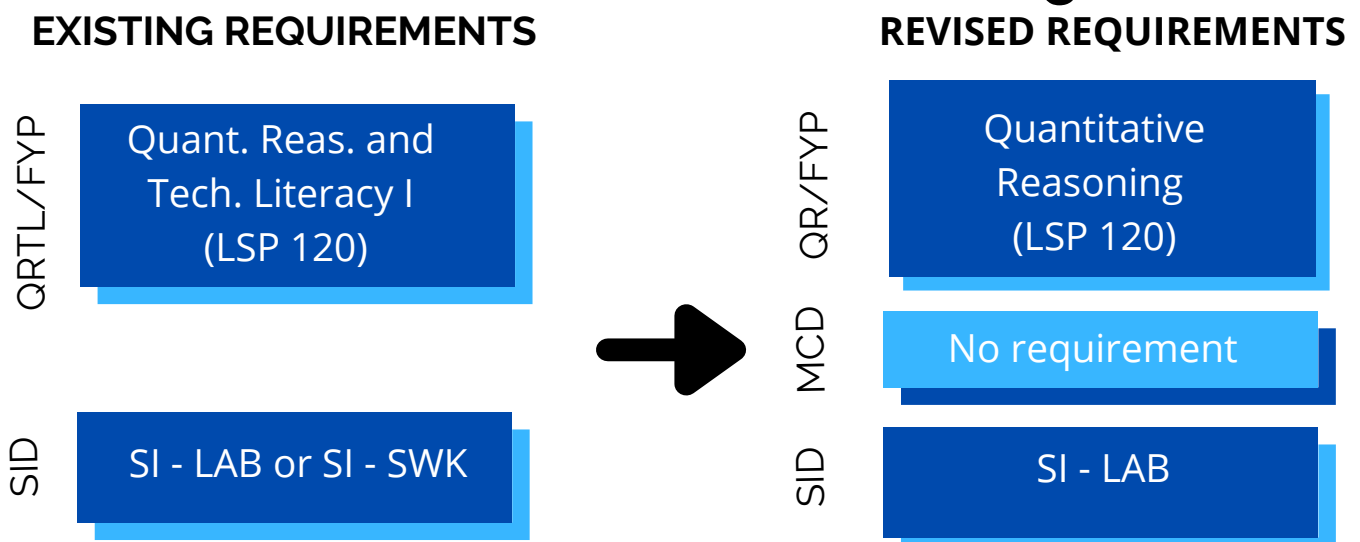 EXISTING REQUIREMENTS
QRTL/FYP
Quant. Reas. and
Tech. Literacy I
(LSP 120)
SID
SI - LAB or SI - SWK
REVISED REQUIREMENTS
QR/FYP
Quantitative
Reasoning
(LSP 120)
MCD
No requirement
SID
SI - LAB